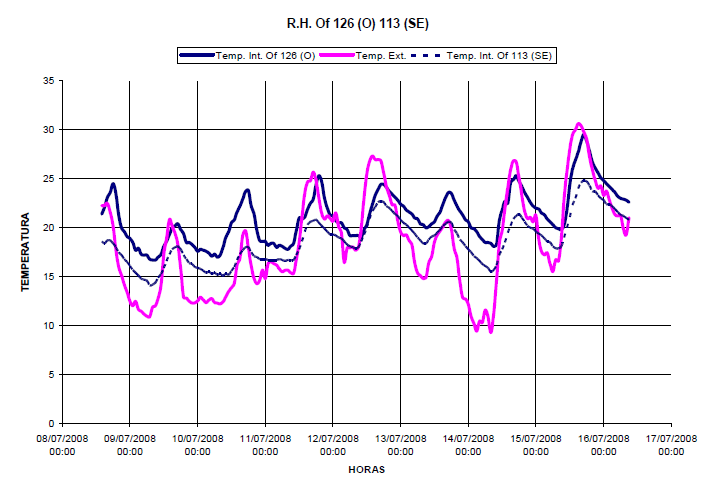 R.H. Of 126 (O) 113 (SE)
Temp. Int. Of 126 (O) Temp. Ext. Temp. Int. Of 113 (SE)
35
30
25
20
15
10
5
0
TEMPERATURA
08/07/2008 09/07/2008 10/07/2008 11/07/2008 12/07/2008 13/07/2008 14/07/2008 15/07/2008 16/07/2008 17/07/2008
00:00 00:00 00:00 00:00 00:00 00:00 00:00 00:00 00:00 00:00
HORAS